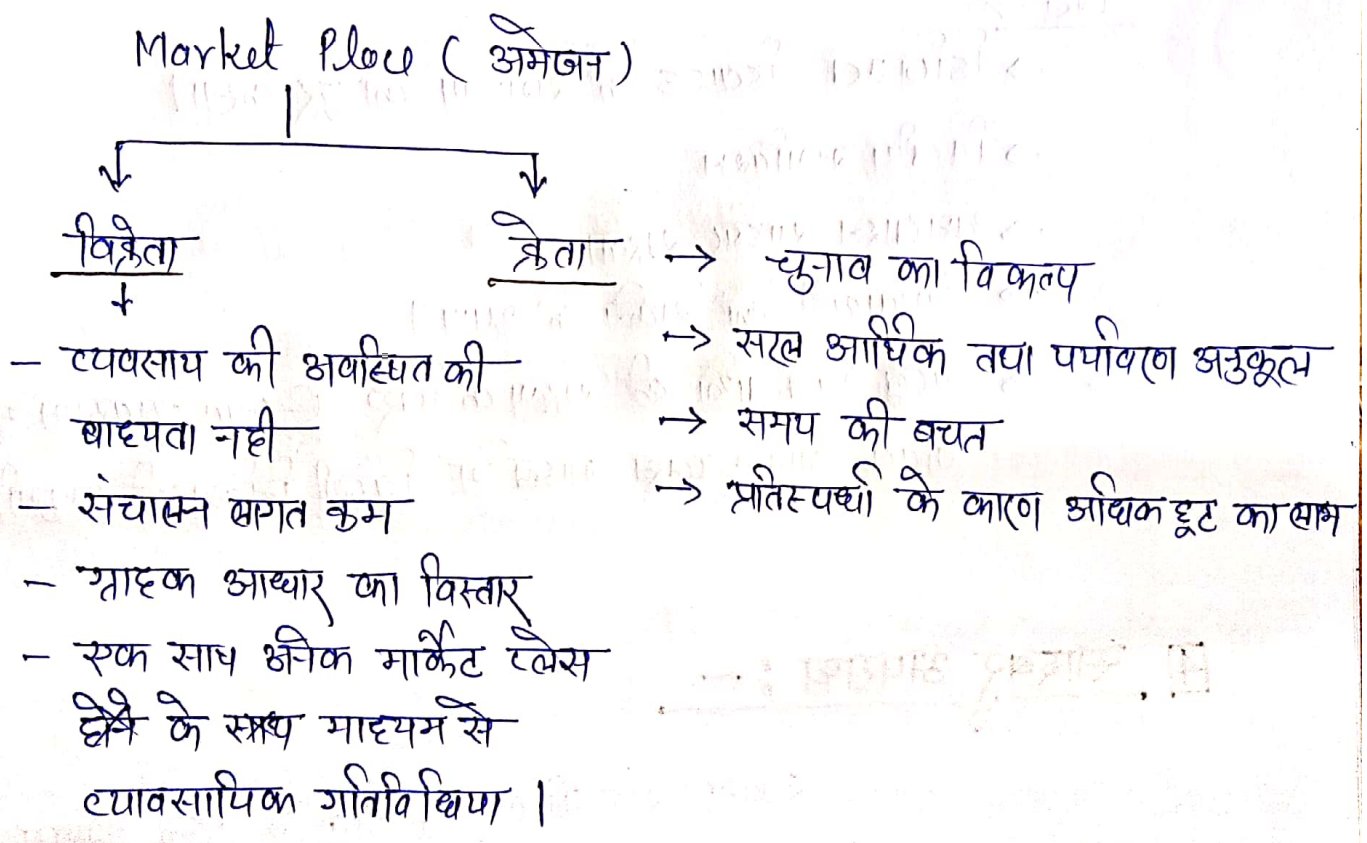 Market Place (अमेजन)
विक्रेता
- व्यवसाय की अवस्थित की
बाध्यता नही
- संचालन लागत कम
- ग्राहक आधार का विस्तार
- एक साथ अनेक मार्केट प्लेस
होने के माध्यम से
व्यावसायिक गतिविधिया |
क्रेता → चुनाव का विकल्प
→ सरल आर्थिक तथा पर्यावरण अनुकूल
→ समय की बचत
→ प्रतिस्पर्धा के कारण अधिक छूट का लाभ